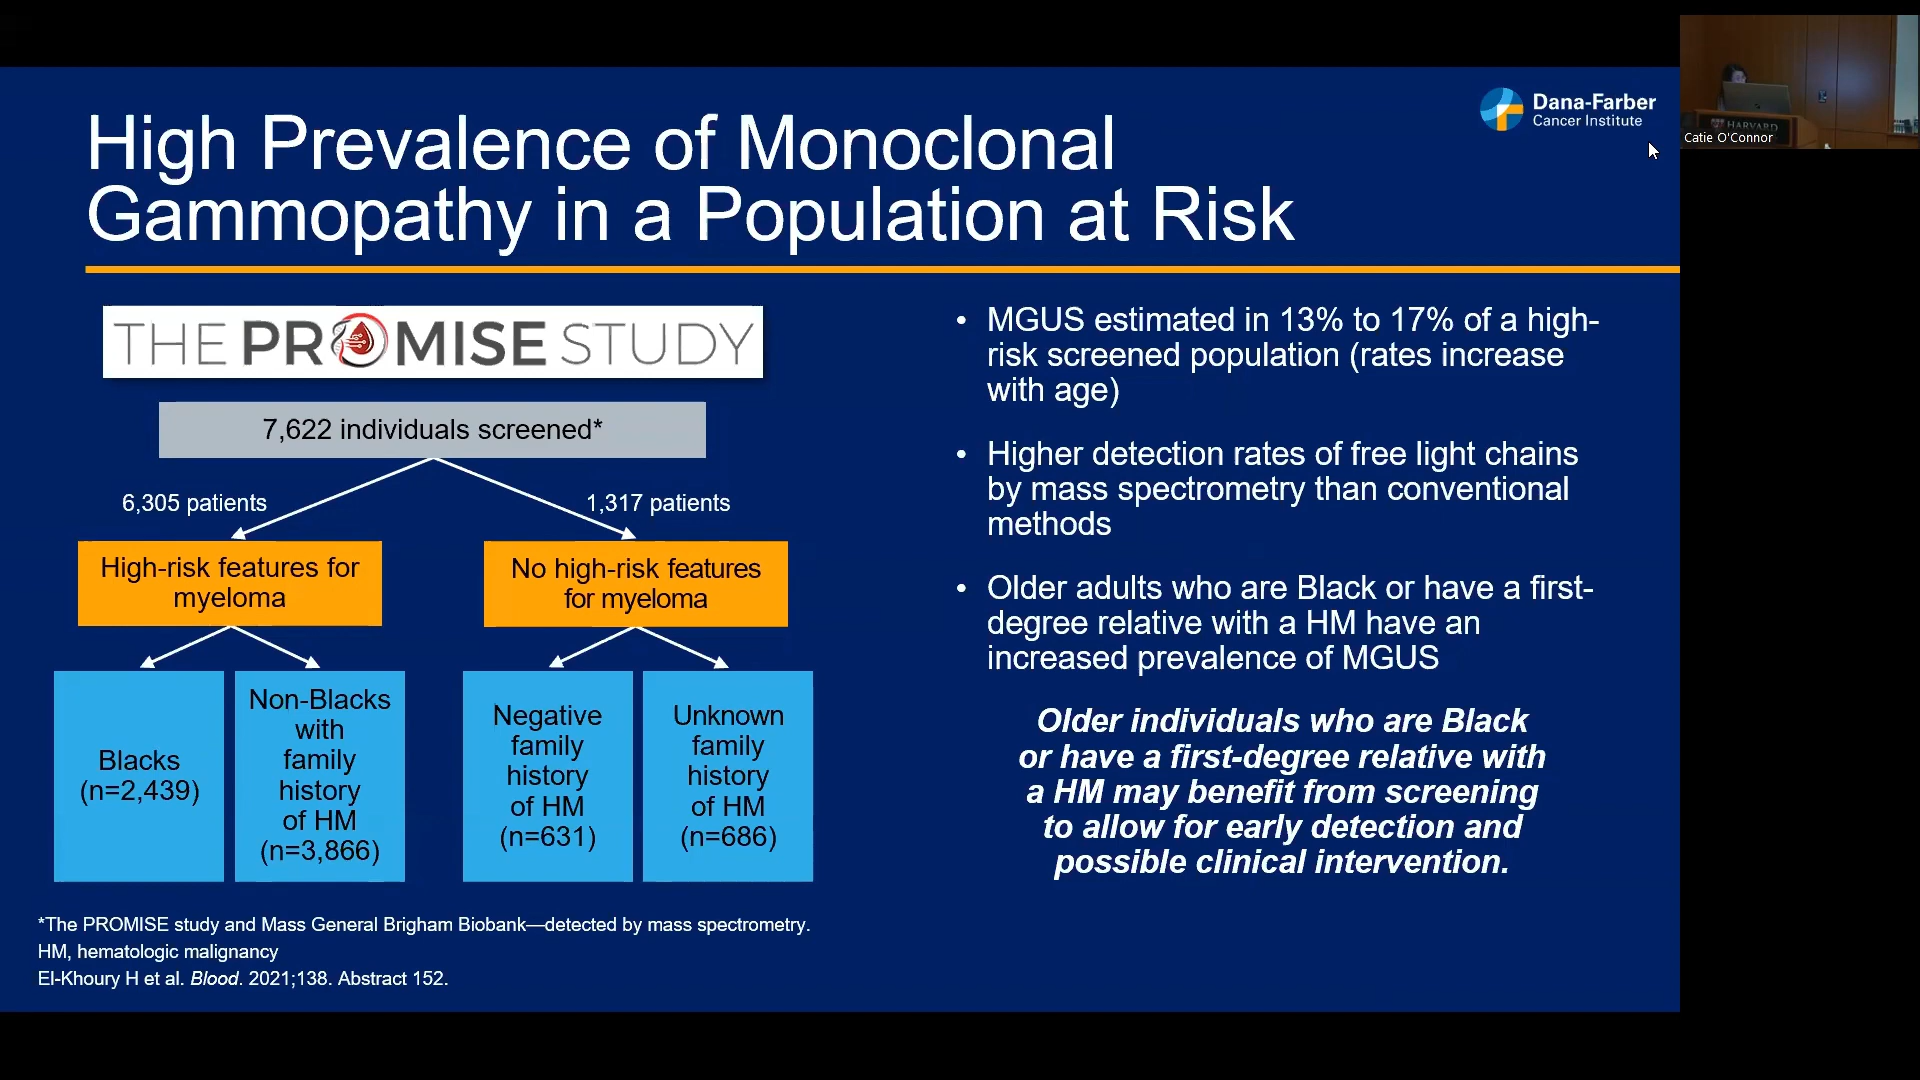 High Prevalence of Monoclonal
Gammopathy in a Population at Risk
Dana-Farber
Cancer Institute
HARVARD
Catie O'Connor
THE PROMISE STUDY
7,622 individuals screened*
6,305 patients
1,317 patients
High-risk features for
myeloma
No high-risk features
for myeloma
Blacks
(n=2,439)
Non-Blacks
with
family
history
of HM
(n=3,866)
Negative
family
history
of HM
(n=631)
Unknown
family
history
of HM
(n=686)
• MGUS estimated in 13% to 17% of a high-
risk screened population (rates increase
with age)
• Higher detection rates of free light chains
by mass spectrometry than conventional
methods
• Older adults who are Black or have a first-
degree relative with a HM have an
increased prevalence of MGUS
Older individuals who are Black
or have a first-degree relative with
a HM may benefit from screening
to allow for early detection and
possible clinical intervention.
*The PROMISE study and Mass General Brigham Biobank—detected by mass spectrometry.
HM, hematologic malignancy
El-Khoury H et al. Blood. 2021;138. Abstract 152.